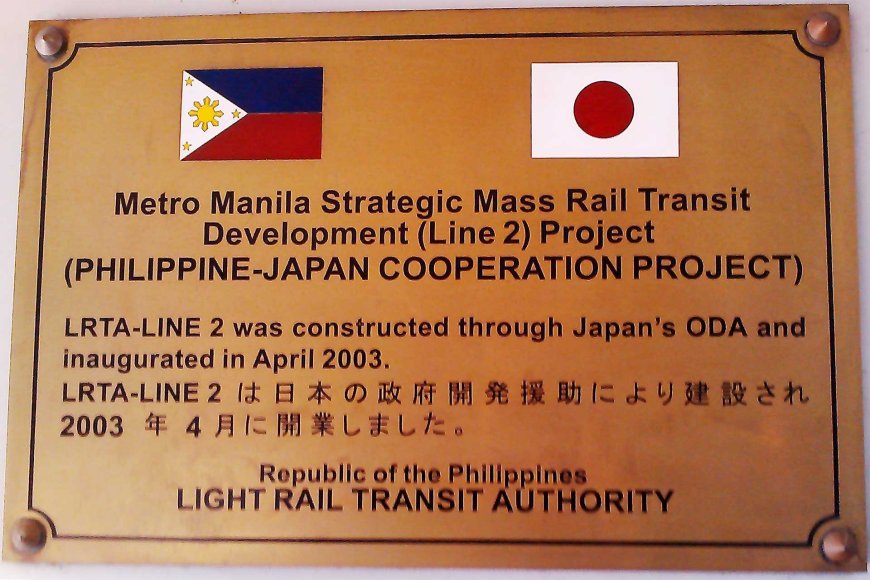 Metro Manila Strategic Mass Rail Transit
Development (Line 2) Project
(PHILIPPINE-JAPAN COOPERATION PROJECT)
LRTA-LINE 2 was constructed through Japan's ODA and
inaugurated in April 2003.
LRTA-LINE 2 は日本の政府開発援助により建設され
2003 年 4月に開業しました。
Republic of the Philippines
LIGHT RAIL TRANSIT AUTHORITY